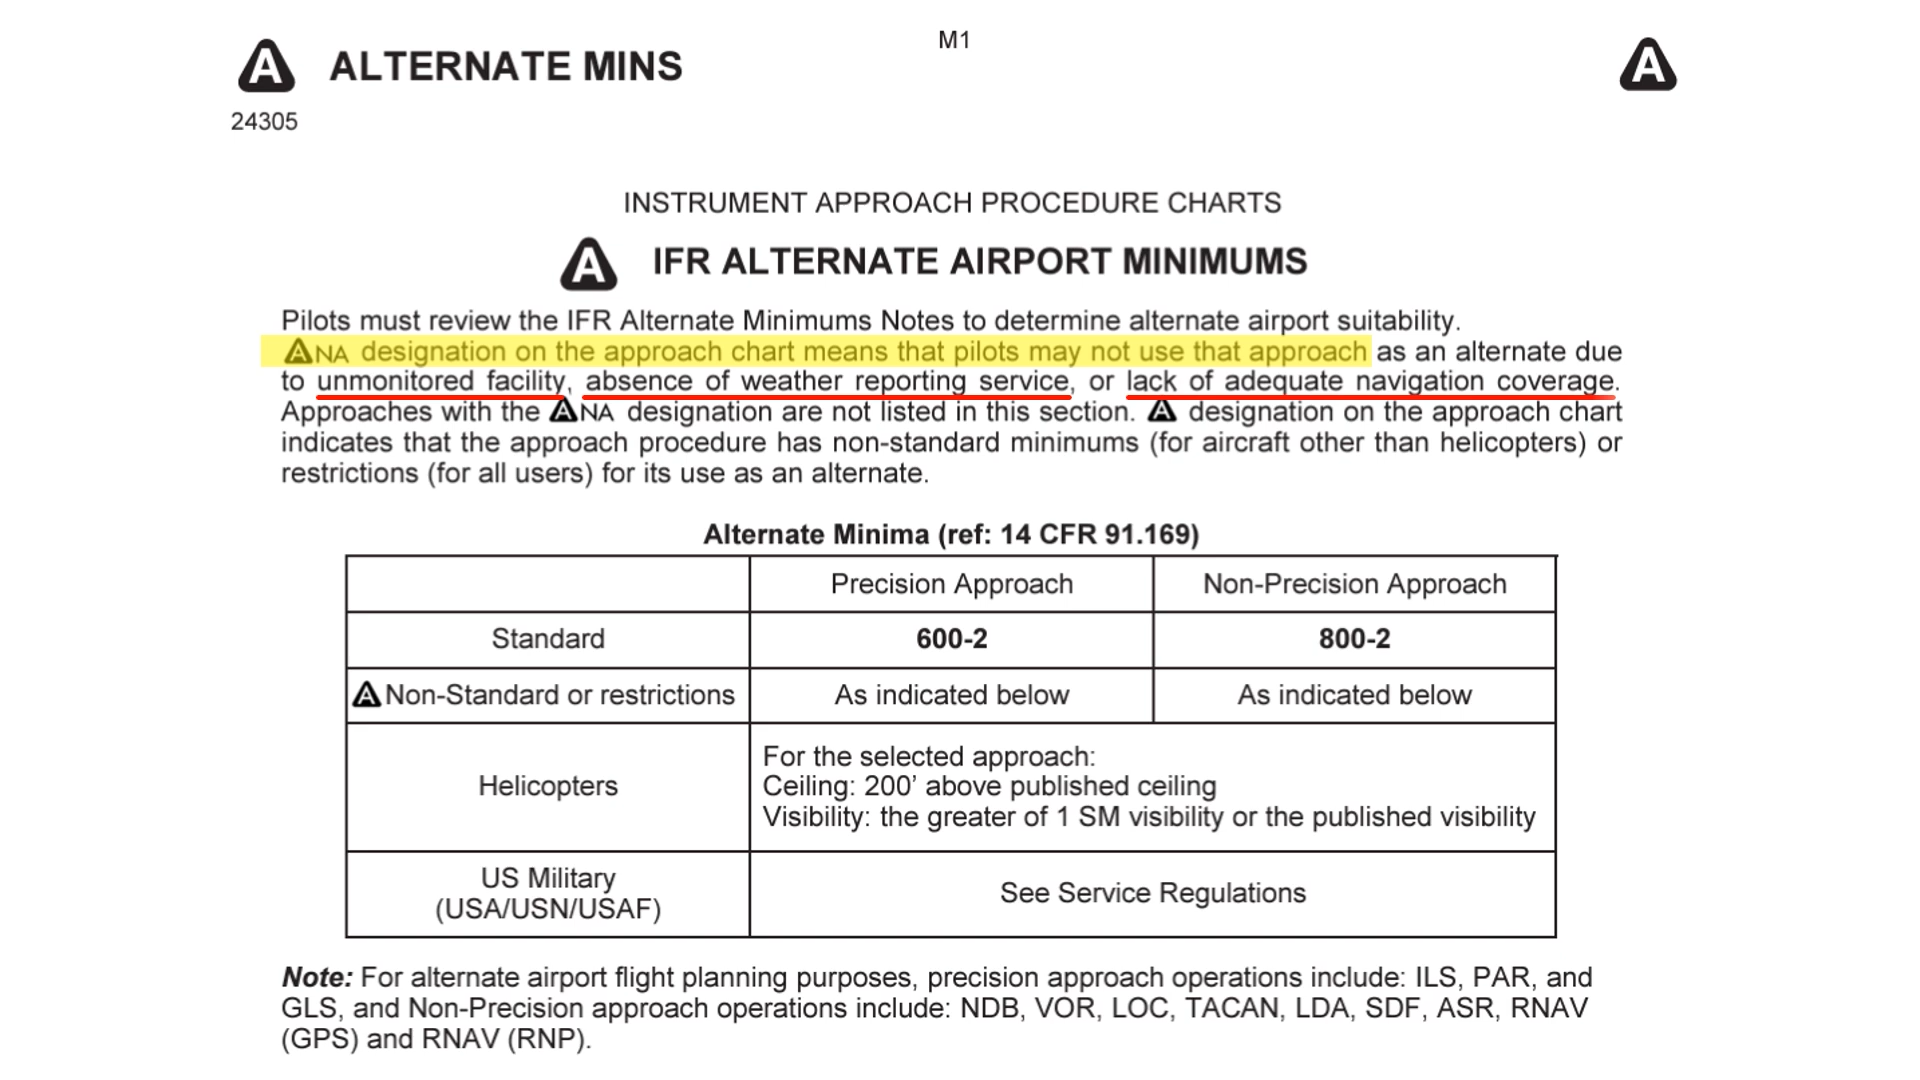 M1
A ALTERNATE MINS A
24305
INSTRUMENT APPROACH PROCEDURE CHARTS
A IFR ALTERNATE AIRPORT MINIMUMS
Pilots must review the IFR Alternate Minimums Notes to determine alternate airport suitability.
A NA designation on the approach chart means that pilots may not use that approach as an alternate due
to unmonitored facility, absence of weather reporting service, or lack of adequate navigation coverage.
Approaches with the A NA designation are not listed in this section. A designation on the approach chart
indicates that the approach procedure has non-standard minimums (for aircraft other than helicopters) or
restrictions (for all users) for its use as an alternate.
Alternate Minima (ref: 14 CFR 91.169)
Precision Approach Non-Precision Approach
Standard 600-2 800-2
A Non-Standard or restrictions As indicated below As indicated below
Helicopters
For the selected approach:
Ceiling: 200’ above published ceiling
Visibility: the greater of 1 SM visibility or the published visibility
US Military
(USA/USN/USAF)
See Service Regulations
Note: For alternate airport flight planning purposes, precision approach operations include: ILS, PAR, and
GLS, and Non-Precision approach operations include: NDB, VOR, LOC, TACAN, LDA, SDF, ASR, RNAV
(GPS) and RNAV (RNP).